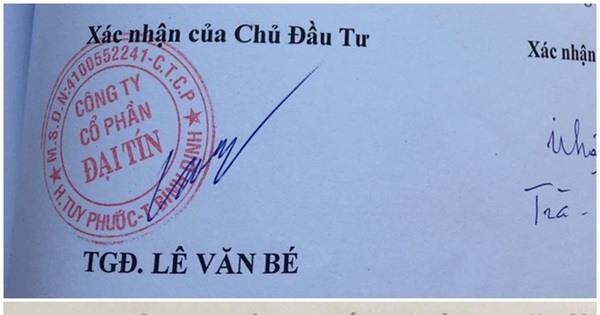 Xác nhận của Chủ Đầu Tư
Xác nhận
M.S.D.N:4100552241-C.T.C.P
CÔNG TY
CỔ PHẦN
ĐẠI TÍN
H.TUY PHƯỚC-T.BÌNH ĐỊNH
Trà -
TGĐ. LÊ VĂN BÉ